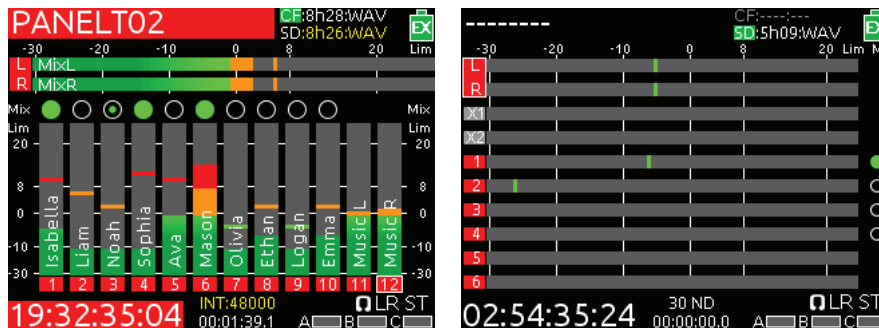 PANELT02
CF:8h28:WAV
SD:8h26:WAV
EX
-30 -20 -10 0 8 20 Lim
L MixL
R MixR
Mix Mix
Lim Lim
20 20
8 8
0 0
-10 -10
-30 -30
Isabella Liam Noah Sophia Ava Mason Olivia Ethan Logan Emma Music L Music R
1 2 3 4 5 6 7 8 9 10 11 12
19:32:35:04
INT:48000
00:01:39.1
LR ST
A B C
--------
CF:----:---
SD:5h09:WAV
-30 -20 -10 0 8 20 Lim M
L
R
X1
X2
1
2
3
4
5
6
02:54:35:24
30 ND
00:00:00.0
LR ST
A B C